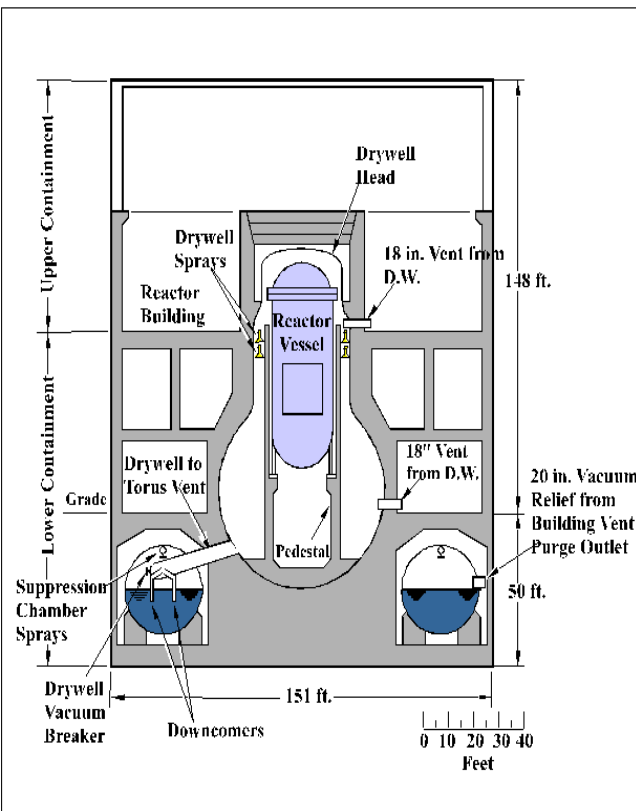 Drywell
Head
Drywell
Sprays
18 in. Vent from
D.W.
148 ft.
Upper Containment
Reactor
Building
Reactor
Vessel
Lower Containment
Drywell to
Torus Vent
18" Vent
from D.W.
20 in. Vacuum
Relief from
Building Vent
Purge Outlet
Grade
Pedestal
Suppression
Chamber
Sprays
50 ft.
Drywell
Vacuum
Breaker
Downcomers
151 ft.
0 10 20 30 40
Feet